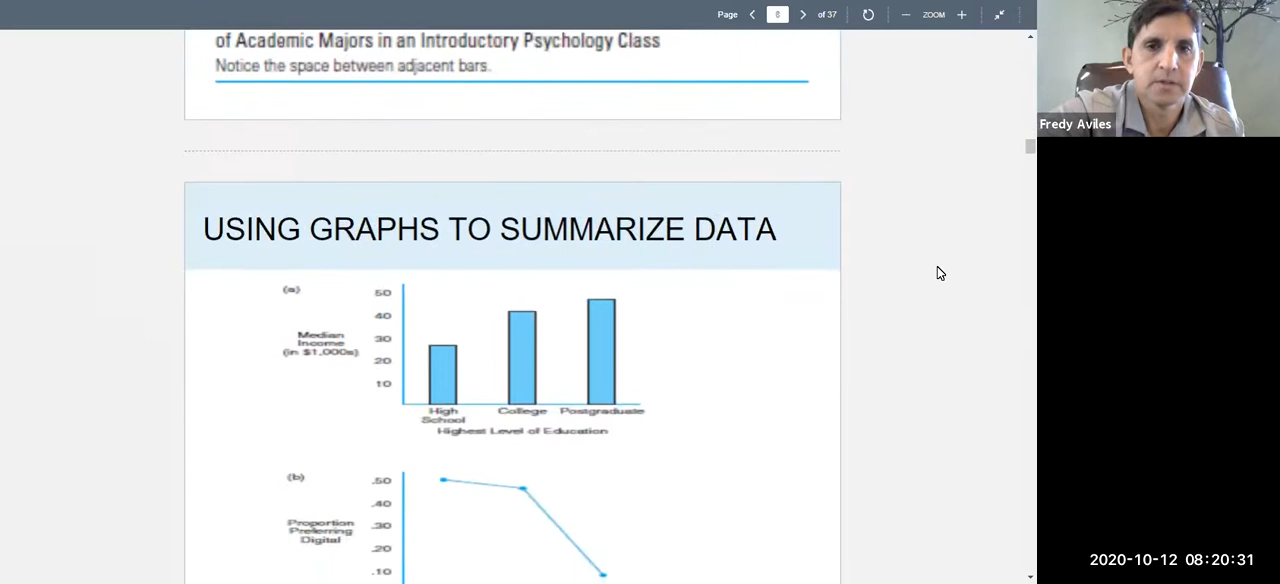 Page 6 of 37 ZOOM
of Academic Majors in an Introductory Psychology Class
Notice the space between adjacent bars.
USING GRAPHS TO SUMMARIZE DATA
(a)
50
40
30
20
10
Median
Income
(in $1,000s)
High
School
College
Postgraduate
Highest Level of Education
(b)
.50
.40
.30
.20
.10
Proportion
Preferring
Digital
Fredy Aviles
2020-10-12 08:20:31